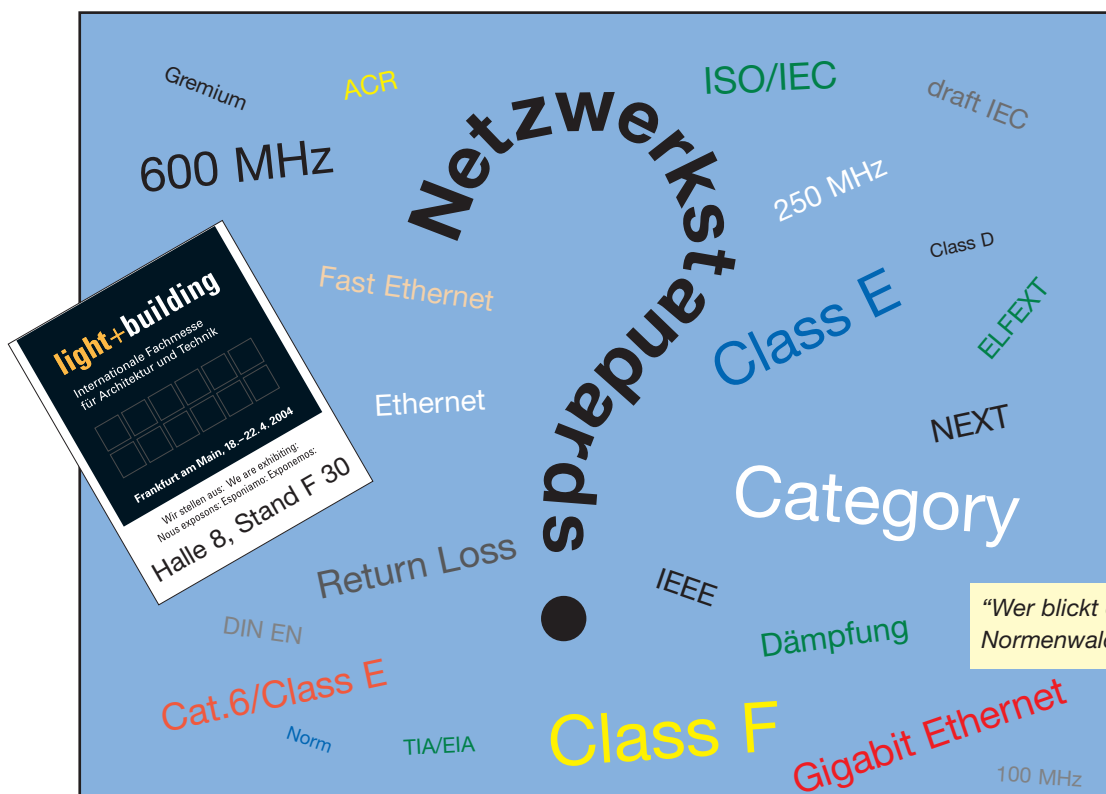 Gremium
ACR
ISO/IEC
draft IEC
600 MHz
Netzwerkstandards
250 MHz
Class D
Fast Ethernet
Class E
ELFEXT
light+building
Internationale Fachmesse
für Architektur und Technik
Frankfurt am Main, 18.–22. 4. 2004
Wir stellen aus: We are exhibiting:
Nous exposons: Esponiamo: Exponemos:
Halle 8, Stand F 30
Ethernet
NEXT
Category
Return Loss
IEEE
DIN EN
Dämpfung
“Wer blickt
Normenwald
Cat.6/Class E
Norm
TIA/EIA
Class F
Gigabit Ethernet
100 MHz